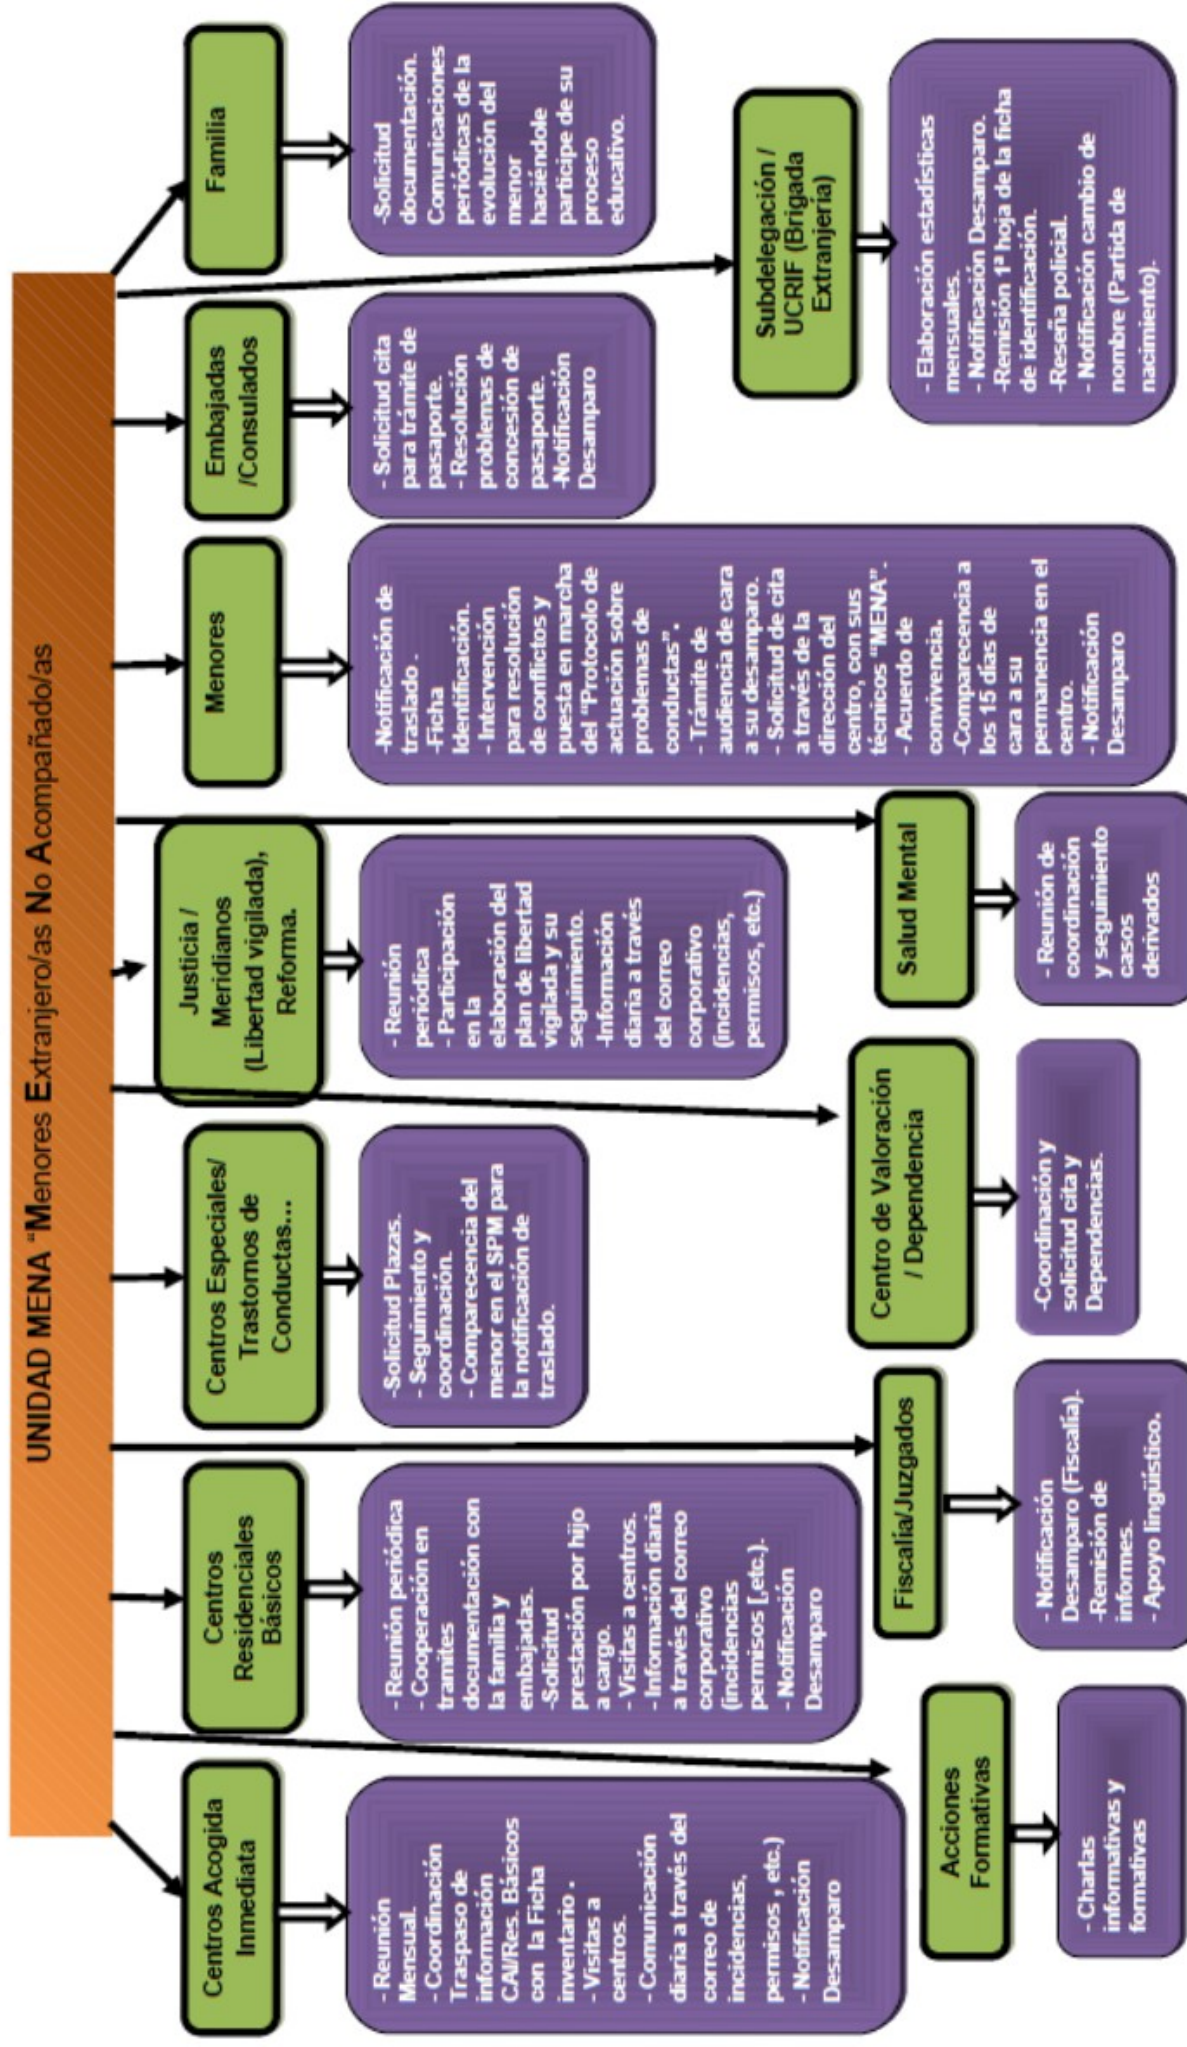 UNIDAD MENA "Menores Extranjero/as No Acompañado/as
Centros Acogida
Inmediata
- Reunión
Mensual.
- Coordinación
Traspaso de
información
CAI/Res. Básicos
con la Ficha
inventario .
- Visitas a
centros.
- Comunicación
diaria a través del
correo de
incidencias,
permisos , etc.)
- Notificación
Desamparo
Centros
Residenciales
Básicos
- Reunión periódica
- Cooperación en
tramites
documentación con
la familia y
embajadas.
-Solicitud
prestación por hijo
a cargo.
- Visitas a centros.
- Información diaria
a través del correo
corporativo
(incidencias
permisos [,etc.).
- Notificación
Desamparo
Centros Especiales/
Trastornos de
Conductas...
-Solicitud Plazas.
- Seguimiento y
coordinación.
- Comparecencia del
menor en el SPM para
la notificación de
traslado.
Justicia /
Meridianos
(Libertad vigilada),
Reforma.
- Reunión
periódica
- Participación
en la
elaboración del
plan de libertad
vigilada y su
seguimiento.
-Información
diaria a través
del correo
corporativo
(incidencias,
permisos, etc.)
Menores
-Notificación de
traslado .
-Ficha
Identificación.
- Intervención
para resolución
de conflictos y
puesta en marcha
del "Protocolo de
actuación sobre
problemas de
conductas".
- Trámite de
audiencia de cara
a su desamparo.
- Solicitud de cita
a través de la
dirección del
centro, con sus
técnicos "MENA".
- Acuerdo de
convivencia.
-Comparecencia a
los 15 días de
cara a su
permanencia en el
centro.
- Notificación
Desamparo
Embajadas
/Consulados
- Solicitud cita
para trámite de
pasaporte.
- Resolución
problemas de
concesión de
pasaporte.
-Notificación
Desamparo
Familia
-Solicitud
documentación.
Comunicaciones
periódicas de la
evolución del
menor
haciéndole
participe de su
proceso
educativo.
Acciones
Formativas
- Charlas
informativas y
formativas
Fiscalía/Juzgados
- Notificación
Desamparo (Fiscalía).
-Remisión de
informes.
- Apoyo lingüístico.
Centro de Valoración
/ Dependencia
-Coordinación y
solicitud cita y
Dependencias.
Salud Mental
- Reunión de
coordinación
y seguimiento
casos
derivados
Subdelegación /
UCRIF (Brigada
Extranjería)
- Elaboración estadísticas
mensuales.
- Notificación Desamparo.
-Remisión 1ª hoja de la ficha
de identificación.
-Reseña policial.
- Notificación cambio de
nombre (Partida de
nacimiento).